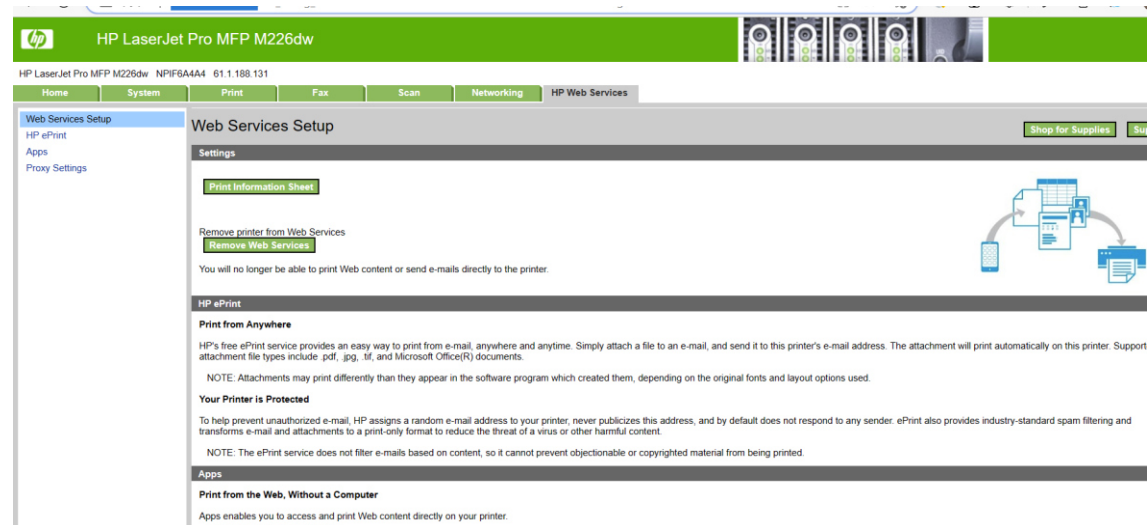 hp HP LaserJet Pro MFP M226dw
HP LaserJet Pro MFP M226dw NPIF6A4A4 61.1.188.131
Home System Print Fax Scan Networking HP Web Services
Web Services Setup
HP ePrint
Apps
Proxy Settings
Web Services Setup
Shop for Supplies
Settings
Print Information Sheet
Remove printer from Web Services
Remove Web Services
You will no longer be able to print Web content or send e-mails directly to the printer.
HP ePrint
Print from Anywhere
HP's free ePrint service provides an easy way to print from e-mail, anywhere and anytime. Simply attach a file to an e-mail, and send it to this printer's e-mail address. The attachment will print automatically on this printer. Support
attachment file types include .pdf, .jpg, .tif, and Microsoft Office(R) documents.
NOTE: Attachments may print differently than they appear in the software program which created them, depending on the original fonts and layout options used.
Your Printer is Protected
To help prevent unauthorized e-mail, HP assigns a random e-mail address to your printer, never publicizes this address, and by default does not respond to any sender. ePrint also provides industry-standard spam filtering and
transforms e-mail and attachments to a print-only format to reduce the threat of a virus or other harmful content.
NOTE: The ePrint service does not filter e-mails based on content, so it cannot prevent objectionable or copyrighted material from being printed.
Apps
Print from the Web, Without a Computer
Apps enables you to access and print Web content directly on your printer.